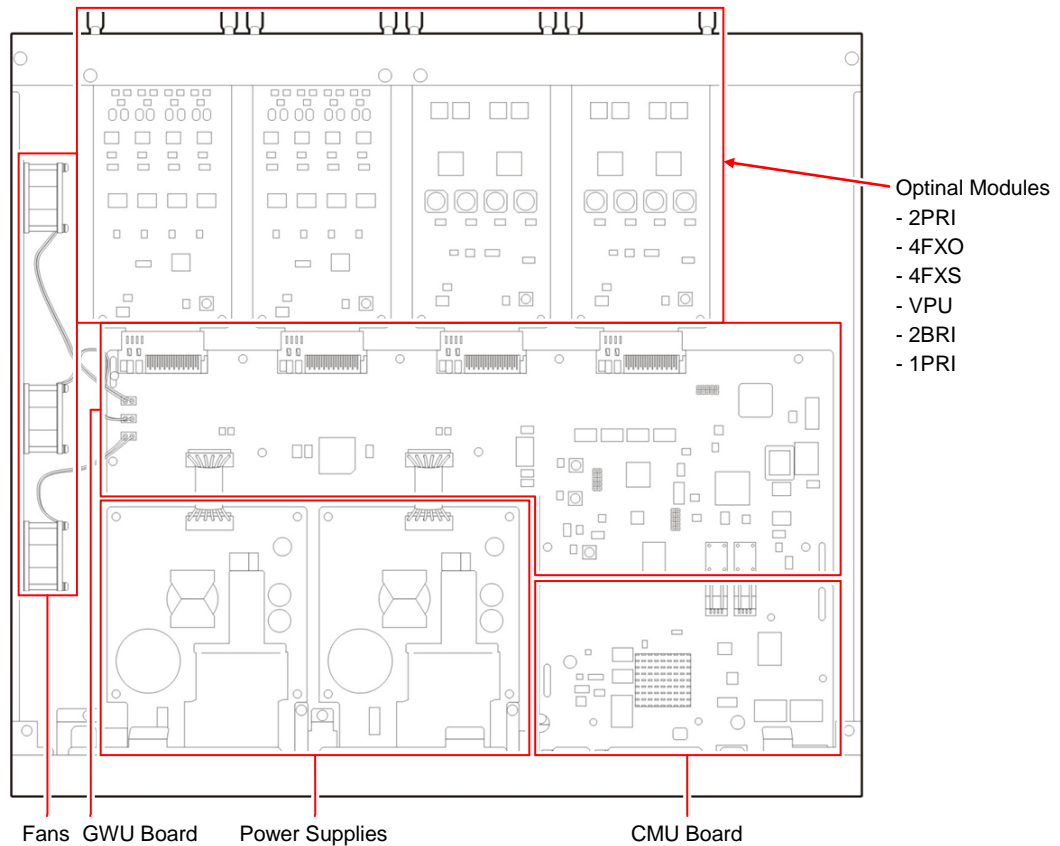 Optinal Modules
- 2PRI
- 4FXO
- 4FXS
- VPU
- 2BRI
- 1PRI
Fans GWU Board Power Supplies CMU Board